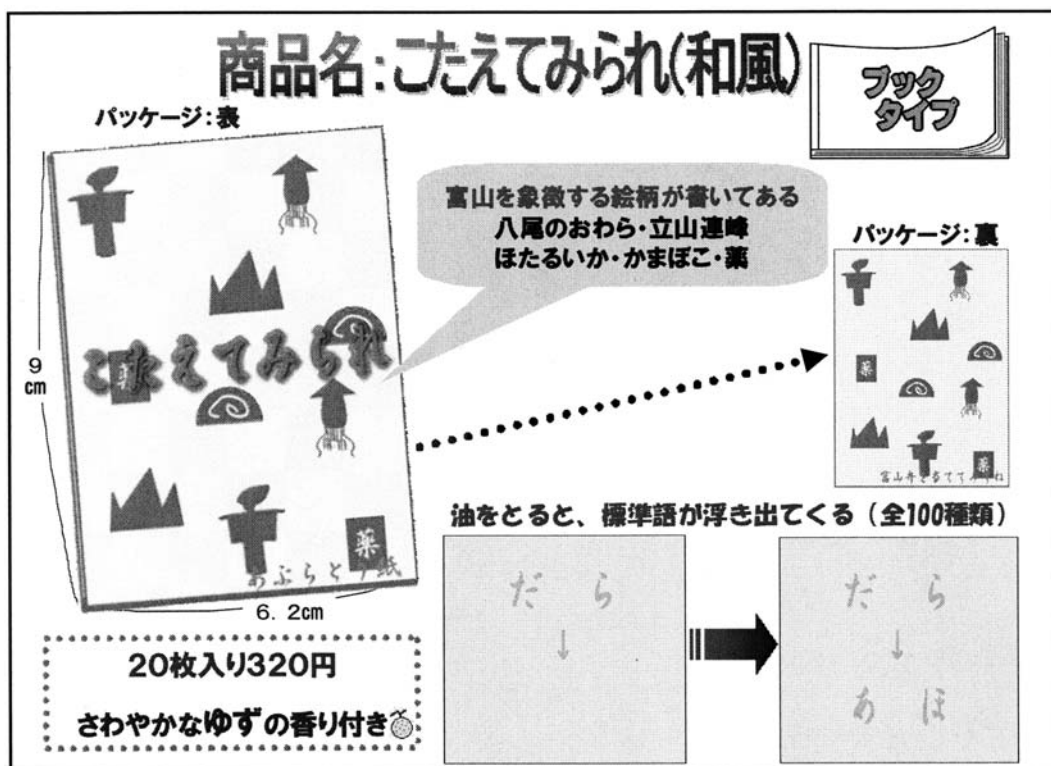 商品名:こたえてみられ(和風)
ブック
タイプ
パッケージ:表
富山を象徴する絵柄が書いてある
八尾のおわら・立山連峰
ほたるいか・かまぼこ・薬
パッケージ:裏
こたえてみられ
薬
薬
あぶらとり紙
9
cm
6.2cm
薬
薬
油をとると、標準語が浮き出てくる(全100種類)
だら
↓
だら
↓
あほ
20枚入り320円
さわやかなゆずの香り付き